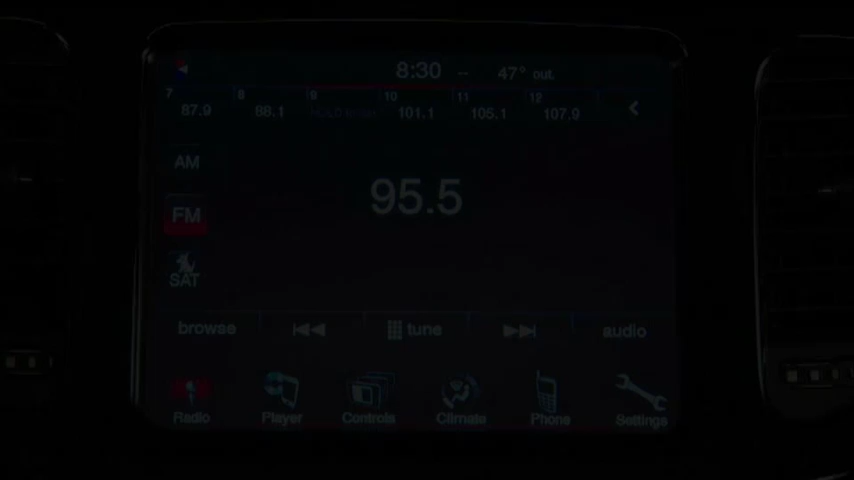 8:30 -- 47° out.
7 8 9 10 11 12
87.9 88.1 101.1 105.1 107.9
AM
95.5
FM
SAT
browse tune audio
Radio Player Controls Climate Phone Settings